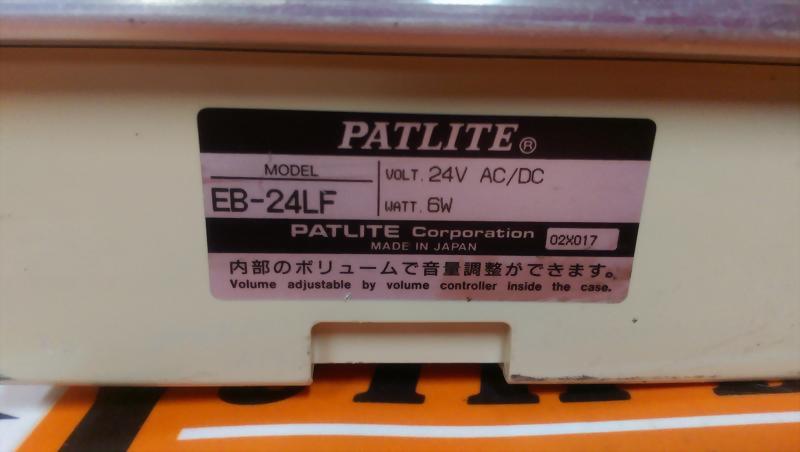 PATLITE®
MODEL
EB-24LF
VOLT. 24V AC/DC
WATT. 6W
PATLITE Corporation
MADE IN JAPAN
02X017
内部のボリュームで音量調整ができます。
Volume adjustable by volume controller inside the case.